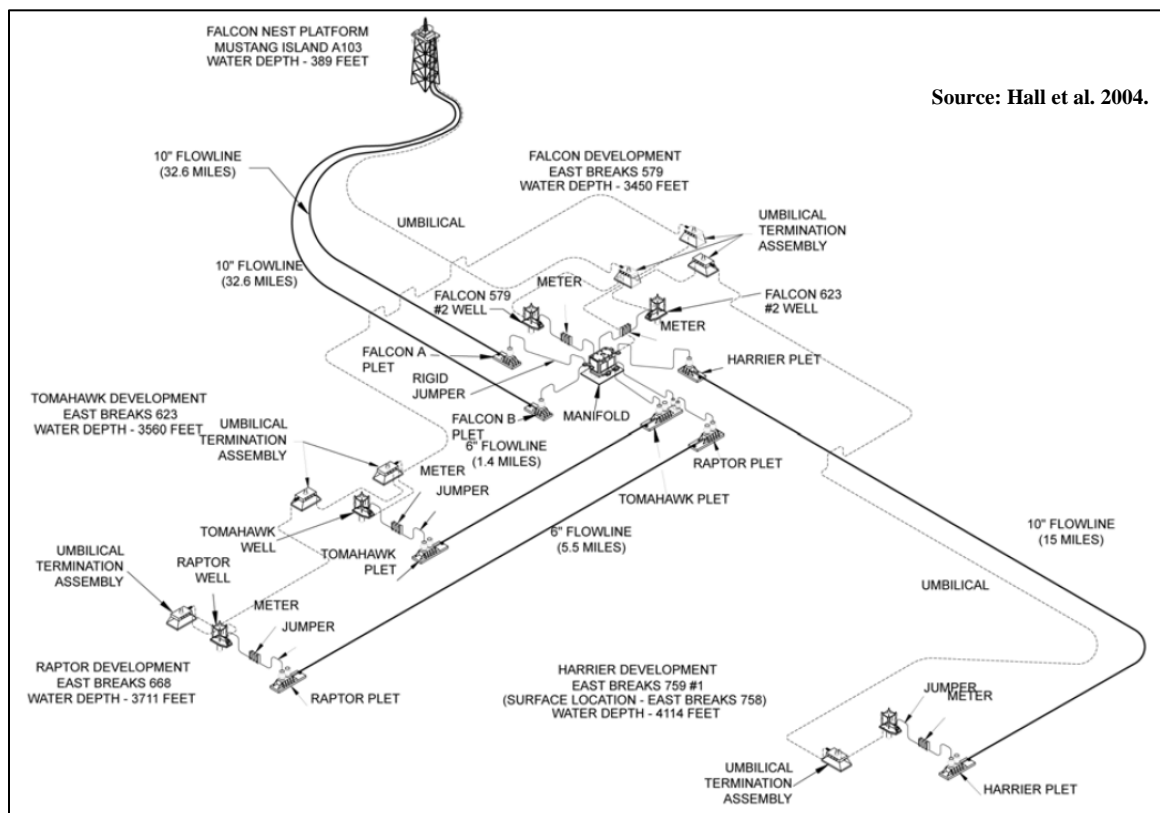 FALCON NEST PLATFORM
MUSTANG ISLAND A103
WATER DEPTH - 389 FEET
Source: Hall et al. 2004.
10" FLOWLINE
(32.6 MILES)
FALCON DEVELOPMENT
EAST BREAKS 579
WATER DEPTH - 3450 FEET
UMBILICAL
UMBILICAL
TERMINATION
ASSEMBLY
10" FLOWLINE
(32.6 MILES)
METER
FALCON 579
#2 WELL
FALCON 623
#2 WELL
METER
FALCON A
PLET
HARRIER PLET
RIGID
JUMPER
TOMAHAWK DEVELOPMENT
EAST BREAKS 623
WATER DEPTH - 3560 FEET
FALCON B
PLET
MANIFOLD
UMBILICAL
TERMINATION
ASSEMBLY
6" FLOWLINE
(1.4 MILES)
RAPTOR PLET
METER
JUMPER
TOMAHAWK PLET
TOMAHAWK
WELL
TOMAHAWK
PLET
6" FLOWLINE
(5.5 MILES)
10" FLOWLINE
(15 MILES)
UMBILICAL
TERMINATION
ASSEMBLY
RAPTOR
WELL
UMBILICAL
METER
JUMPER
RAPTOR DEVELOPMENT
EAST BREAKS 668
WATER DEPTH - 3711 FEET
RAPTOR PLET
HARRIER DEVELOPMENT
EAST BREAKS 759 #1
(SURFACE LOCATION - EAST BREAKS 758)
WATER DEPTH - 4114 FEET
JUMPER
METER
UMBILICAL
TERMINATION
ASSEMBLY
HARRIER PLET